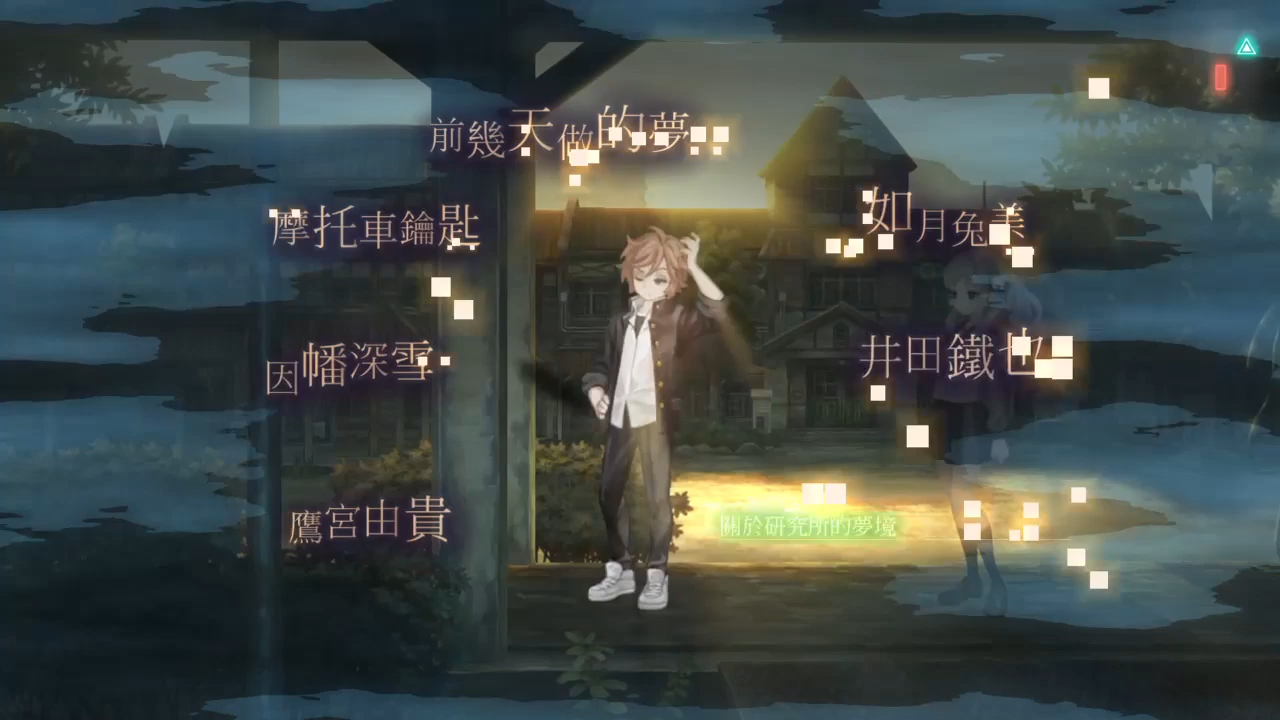 前幾天做的夢
摩托車鑰匙
如月兔美
因幡深雪
井田鐵也
鷹宮由貴
關於研究所的夢境